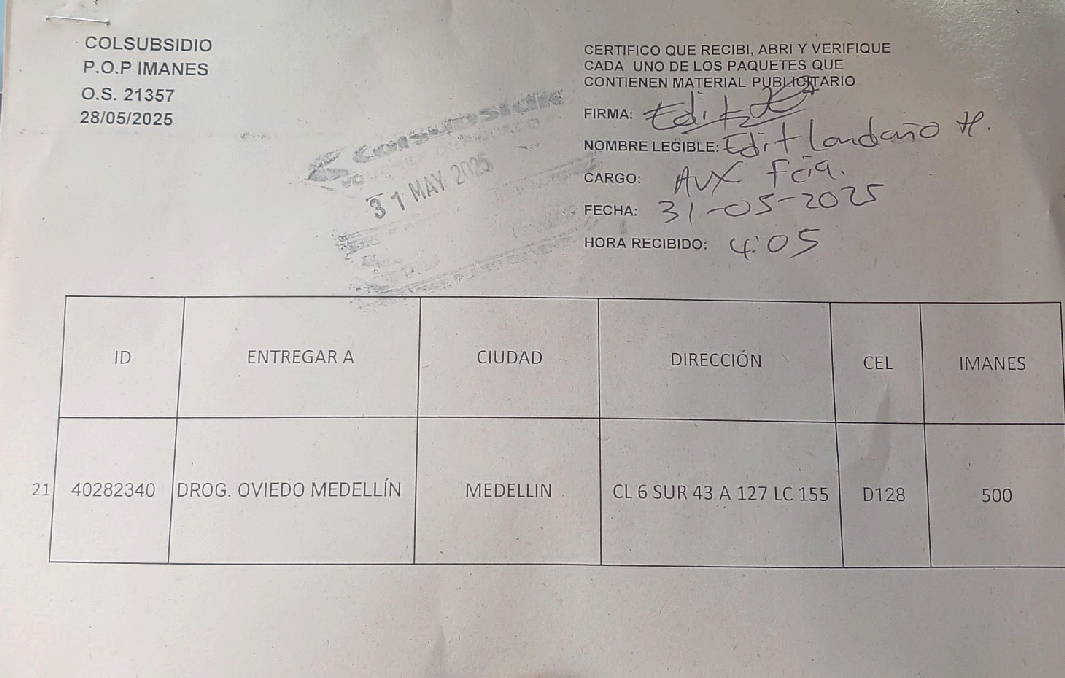 COLSUBSIDIO
P.O.P IMANES
O.S. 21357
28/05/2025
CERTIFICO QUE RECIBI, ABRI Y VERIFIQUE
CADA UNO DE LOS PAQUETES QUE
CONTIENEN MATERIAL PUBLICITARIO
FIRMA: Edit
NOMBRE LEGIBLE: Edit Londoño H.
CARGO: AUX Fcia.
FECHA: 31-05-2025
HORA RECIBIDO: 4:05
Colsubsidio
31 MAY 2025
ID ENTREGAR A CIUDAD DIRECCIÓN CEL IMANES
21 40282340 DROG. OVIEDO MEDELLÍN MEDELLIN CL 6 SUR 43 A 127 LC 155 D128 500